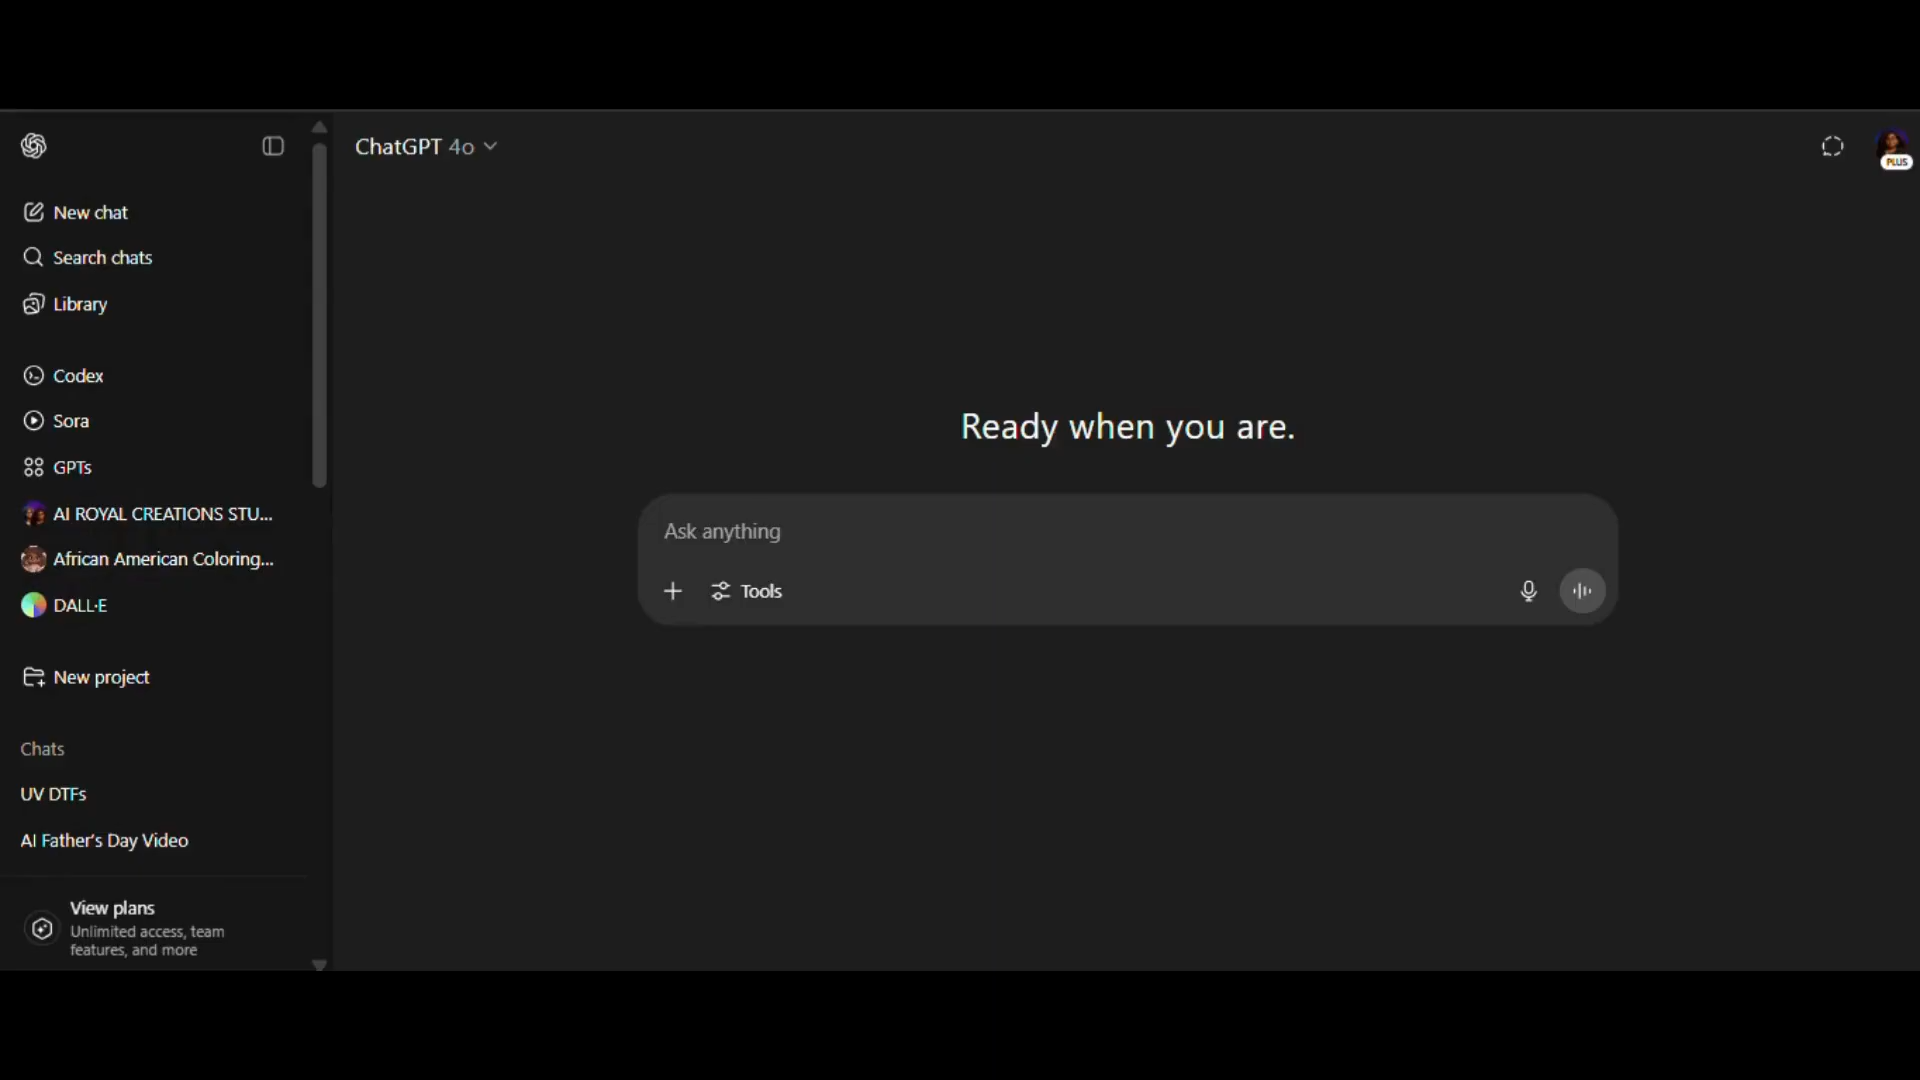 ChatGPT 4o
PLUS
New chat
Search chats
Library
Codex
Sora
GPTs
AI ROYAL CREATIONS STU...
African American Coloring...
DALL·E
New project
Chats
UV DTFs
AI Father's Day Video
View plans
Unlimited access, team
features, and more
Ready when you are.
Ask anything
Tools